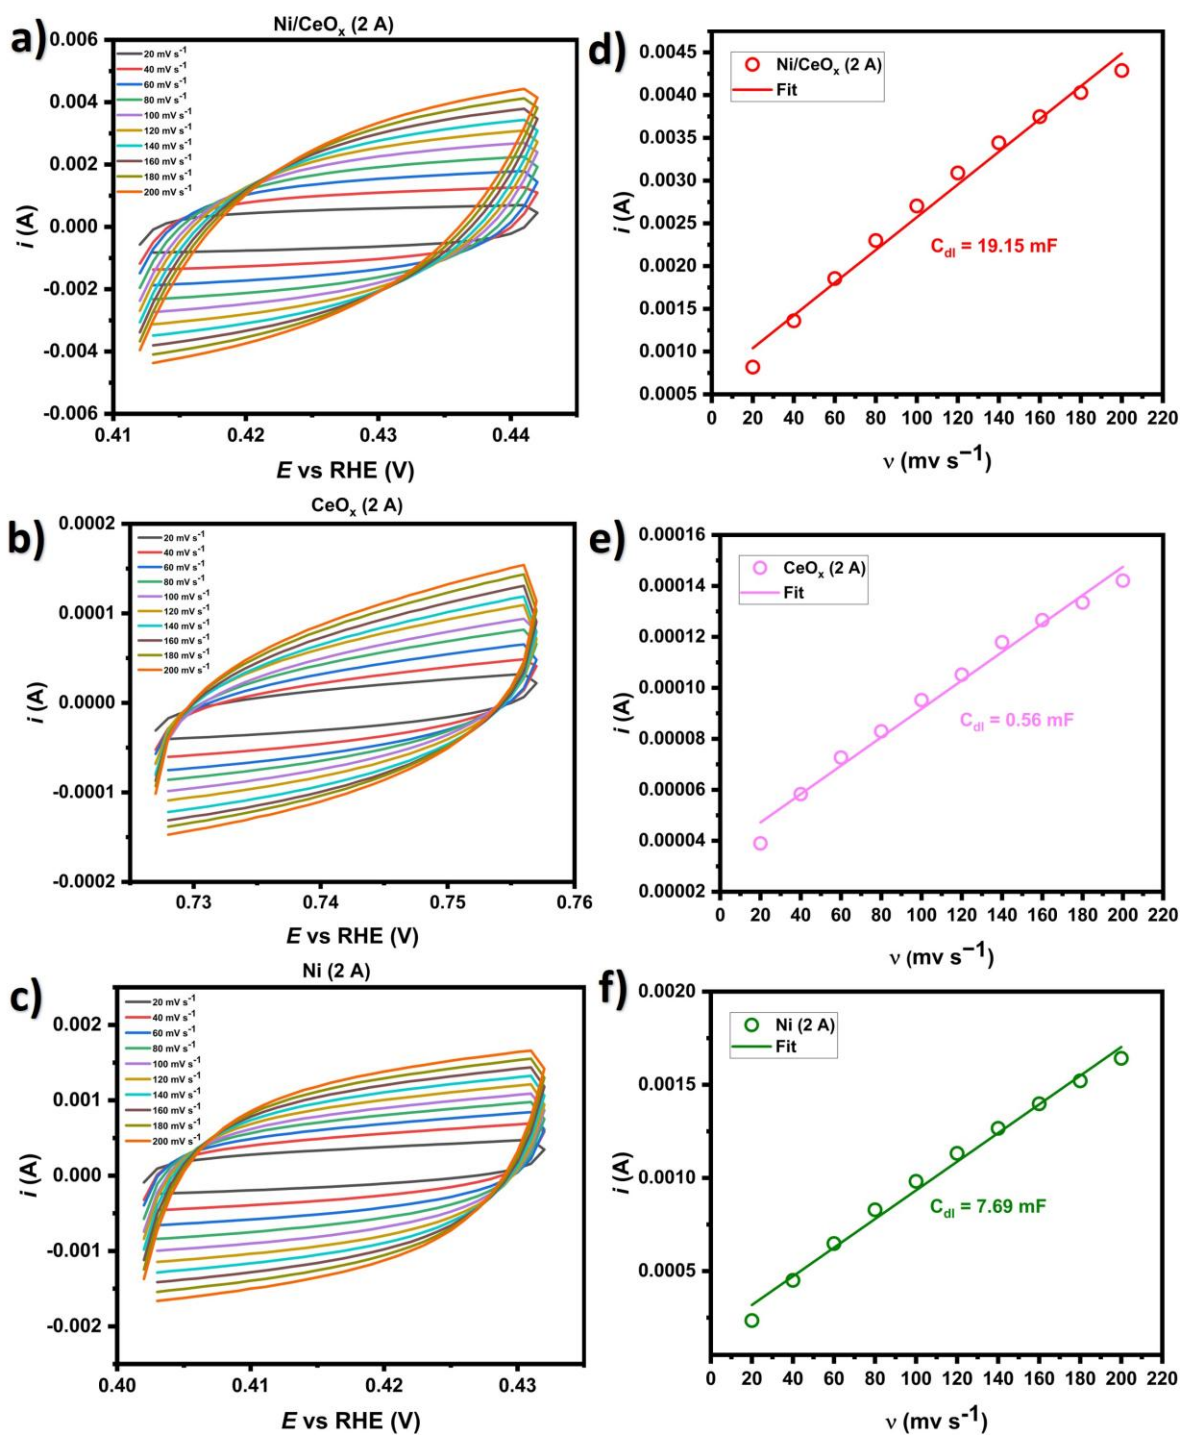 a)
Ni/CeOₓ (2 A)
20 mV s⁻¹
40 mV s⁻¹
60 mV s⁻¹
80 mV s⁻¹
100 mV s⁻¹
120 mV s⁻¹
140 mV s⁻¹
160 mV s⁻¹
180 mV s⁻¹
200 mV s⁻¹
0.006
0.004
0.002
0.000
-0.002
-0.004
-0.006
i (A)
0.41 0.42 0.43 0.44
E vs RHE (V)
d)
Ni/CeOₓ (2 A)
Fit
0.0045
0.0040
0.0035
0.0030
0.0025
0.0020
0.0015
0.0010
0.0005
i (A)
C_dl = 19.15 mF
0 20 40 60 80 100 120 140 160 180 200 220
ν (mv s⁻¹)
b)
CeOₓ (2 A)
20 mV s⁻¹
40 mV s⁻¹
60 mV s⁻¹
80 mV s⁻¹
100 mV s⁻¹
120 mV s⁻¹
140 mV s⁻¹
160 mV s⁻¹
180 mV s⁻¹
200 mV s⁻¹
0.0002
0.0001
0.0000
-0.0001
-0.0002
i (A)
0.73 0.74 0.75 0.76
E vs RHE (V)
e)
CeOₓ (2 A)
Fit
0.00016
0.00014
0.00012
0.00010
0.00008
0.00006
0.00004
0.00002
i (A)
C_dl = 0.56 mF
20 40 60 80 100 120 140 160 180 200 220
ν (mv s⁻¹)
c)
Ni (2 A)
20 mV s⁻¹
40 mV s⁻¹
60 mV s⁻¹
80 mV s⁻¹
100 mV s⁻¹
120 mV s⁻¹
140 mV s⁻¹
160 mV s⁻¹
180 mV s⁻¹
200 mV s⁻¹
0.002
0.001
0.000
-0.001
-0.002
i (A)
0.40 0.41 0.42 0.43
E vs RHE (V)
f)
Ni (2 A)
Fit
0.0020
0.0015
0.0010
0.0005
i (A)
C_dl = 7.69 mF
0 20 40 60 80 100 120 140 160 180 200 220
ν (mv s⁻¹)